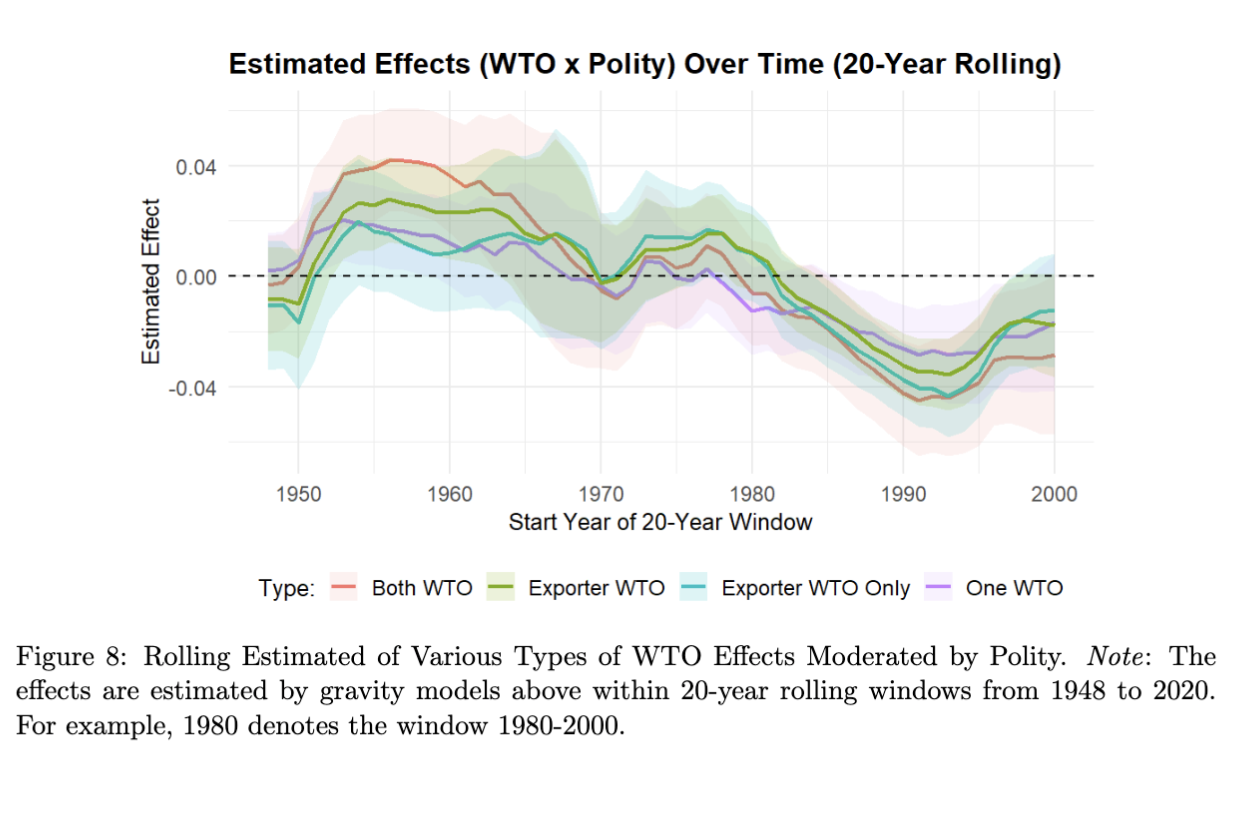 Estimated Effects (WTO x Polity) Over Time (20-Year Rolling)
Estimated Effect
0.04
0.00
-0.04
1950 1960 1970 1980 1990 2000
Start Year of 20-Year Window
Type: Both WTO Exporter WTO Exporter WTO Only One WTO
Figure 8: Rolling Estimated of Various Types of WTO Effects Moderated by Polity. Note: The
effects are estimated by gravity models above within 20-year rolling windows from 1948 to 2020.
For example, 1980 denotes the window 1980-2000.